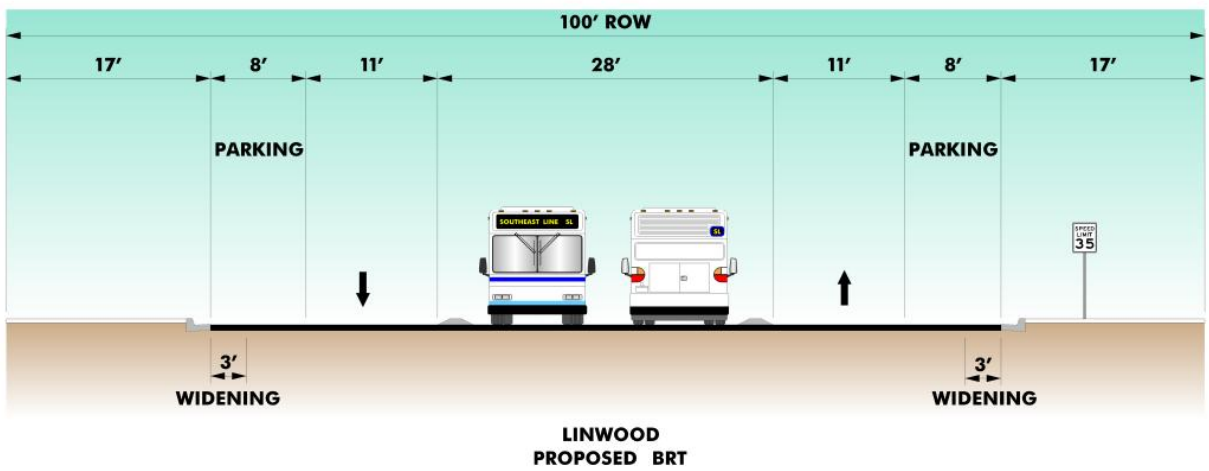 100' ROW
17' 8' 11' 28' 11' 8' 17'
PARKING PARKING
SOUTHEAST LINE SL
SL
SPEED
LIMIT
35
3' 3'
WIDENING WIDENING
LINWOOD
PROPOSED BRT